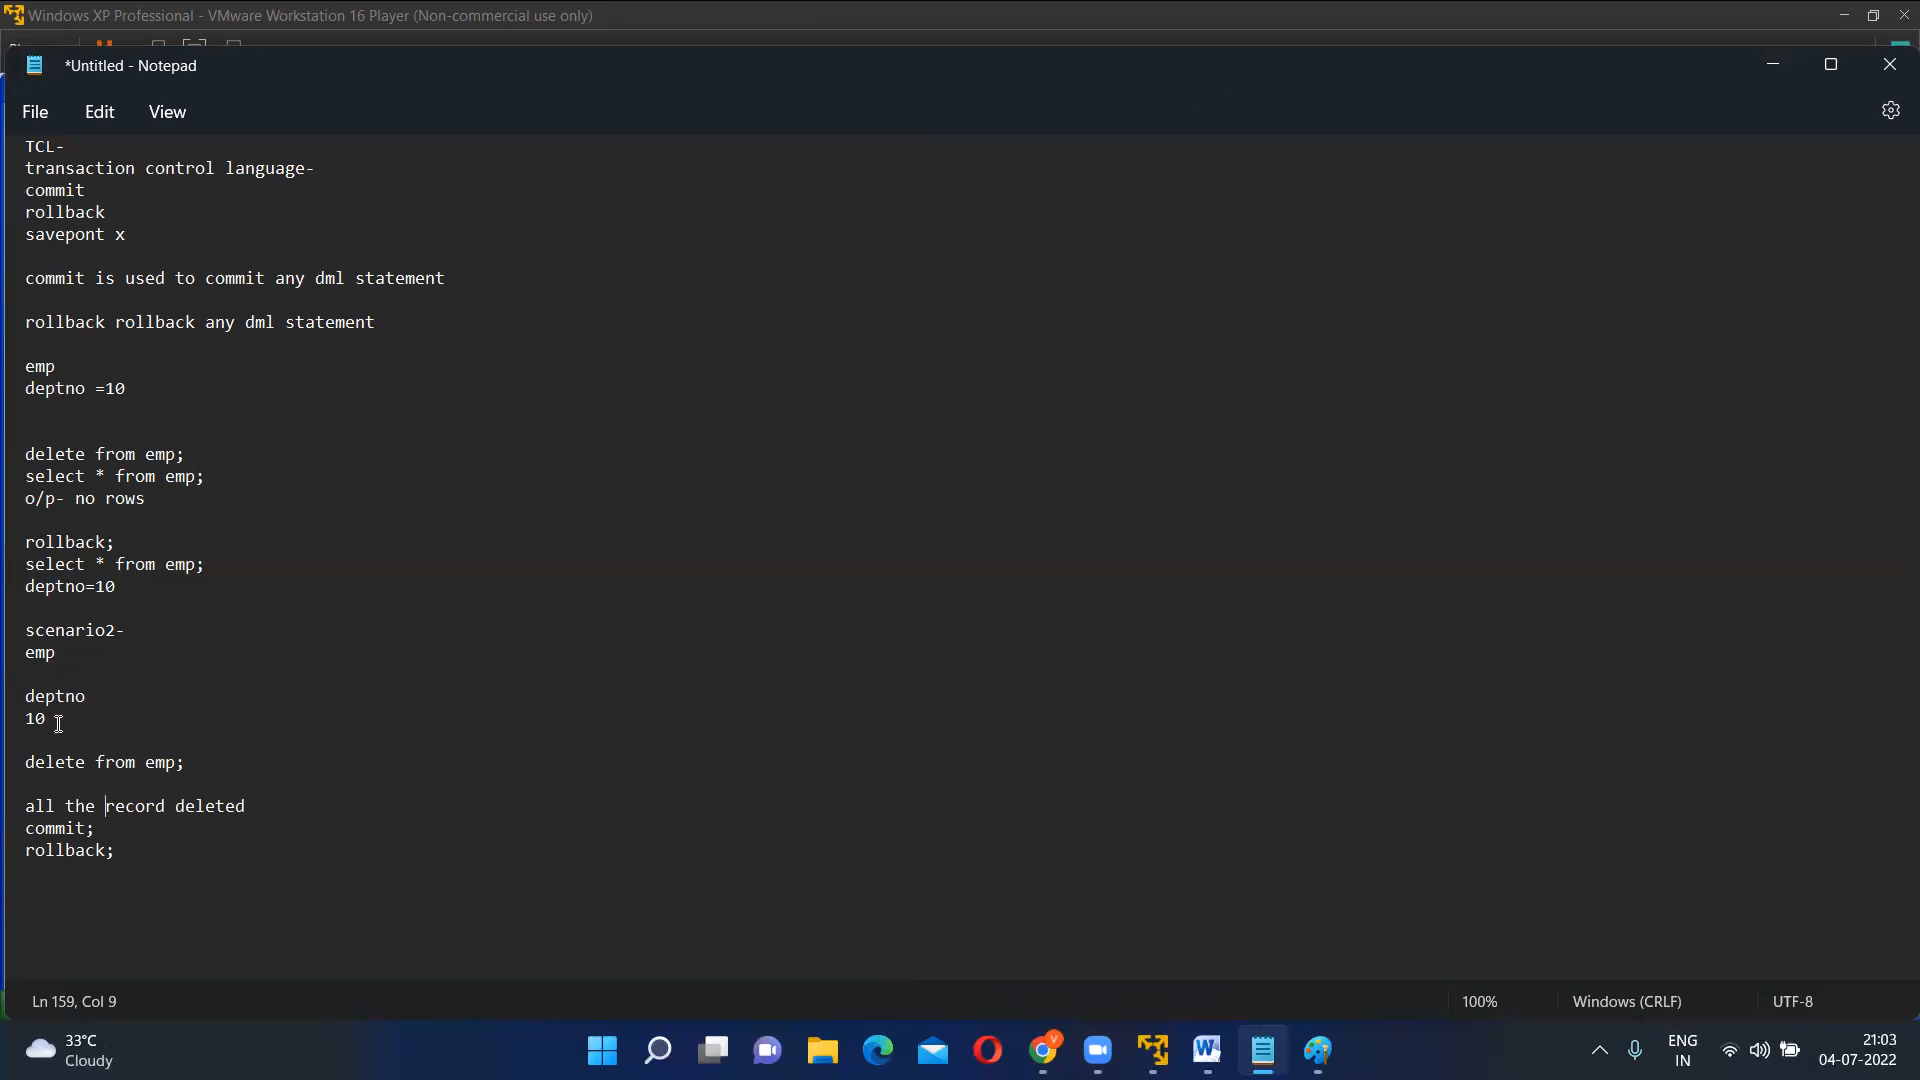 Windows XP Professional - VMware Workstation 16 Player (Non-commercial use only)
*Untitled - Notepad
File Edit View
TCL-
transaction control language-
commit
rollback
savepont x
commit is used to commit any dml statement
rollback rollback any dml statement
emp
deptno =10
delete from emp;
select * from emp;
o/p- no rows
rollback;
select * from emp;
deptno=10
scenario2-
emp
deptno
10
delete from emp;
all the record deleted
commit;
rollback;
Ln 159, Col 9 100% Windows (CRLF) UTF-8
33°C
Cloudy
ENG
IN
21:03
04-07-2022